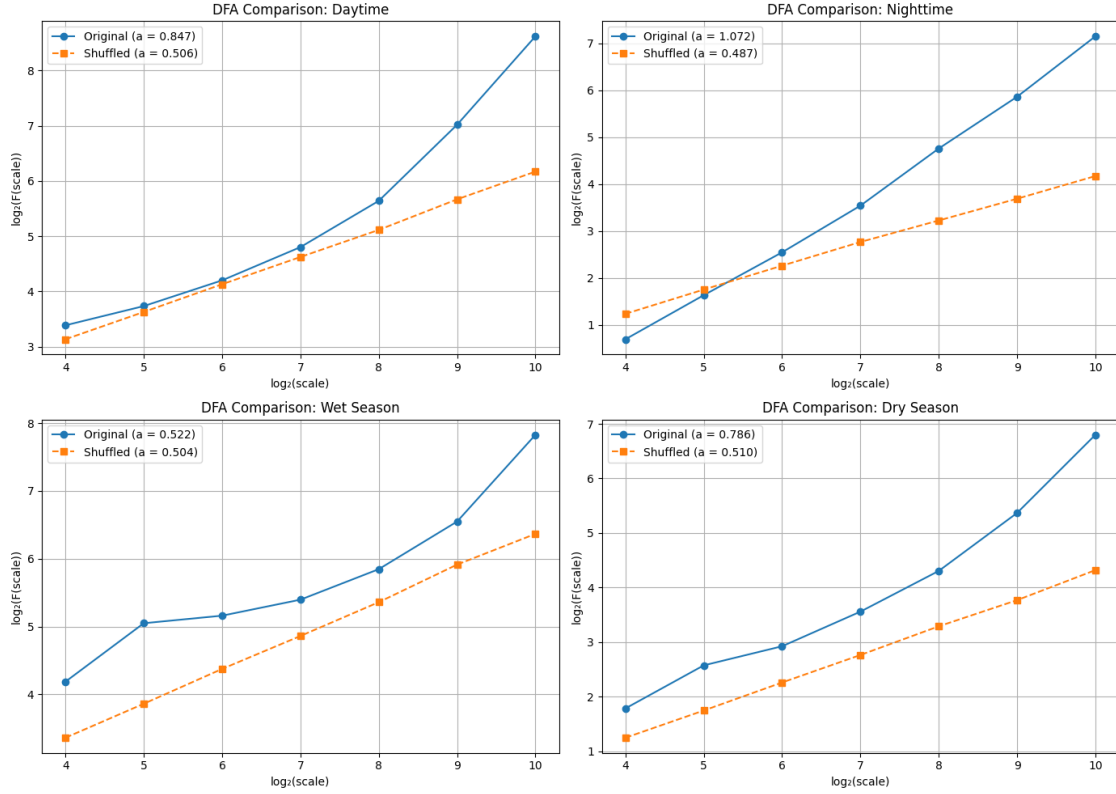 DFA Comparison: Daytime
Original (a = 0.847)
Shuffled (a = 0.506)
log₂(F(scale))
8
7
6
5
4
3
4 5 6 7 8 9 10
log₂(scale)
DFA Comparison: Nighttime
Original (a = 1.072)
Shuffled (a = 0.487)
log₂(F(scale))
7
6
5
4
3
2
1
4 5 6 7 8 9 10
log₂(scale)
DFA Comparison: Wet Season
Original (a = 0.522)
Shuffled (a = 0.504)
log₂(F(scale))
8
7
6
5
4
4 5 6 7 8 9 10
log₂(scale)
DFA Comparison: Dry Season
Original (a = 0.786)
Shuffled (a = 0.510)
log₂(F(scale))
7
6
5
4
3
2
1
4 5 6 7 8 9 10
log₂(scale)